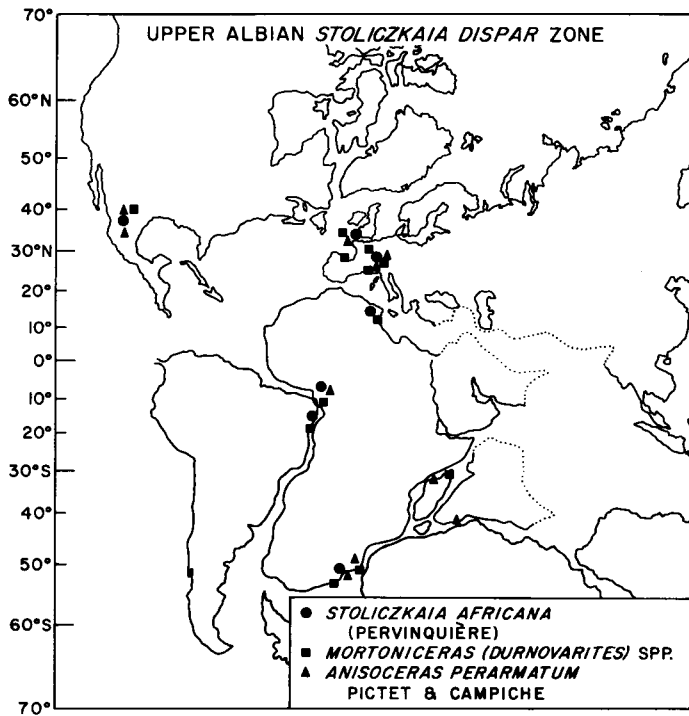 UPPER ALBIAN STOLICZKAIA DISPAR ZONE
70°
60°N
50°
40°
30°N
20°
10°
0°
10°
20°
30°S
40°
50°
60°S
70°
STOLICZKAIA AFRICANA
(PERVINQUIÈRE)
MORTONICERAS (DURNOVARITES) SPP.
ANISOCERAS PERARMATUM
PICTET & CAMPICHE